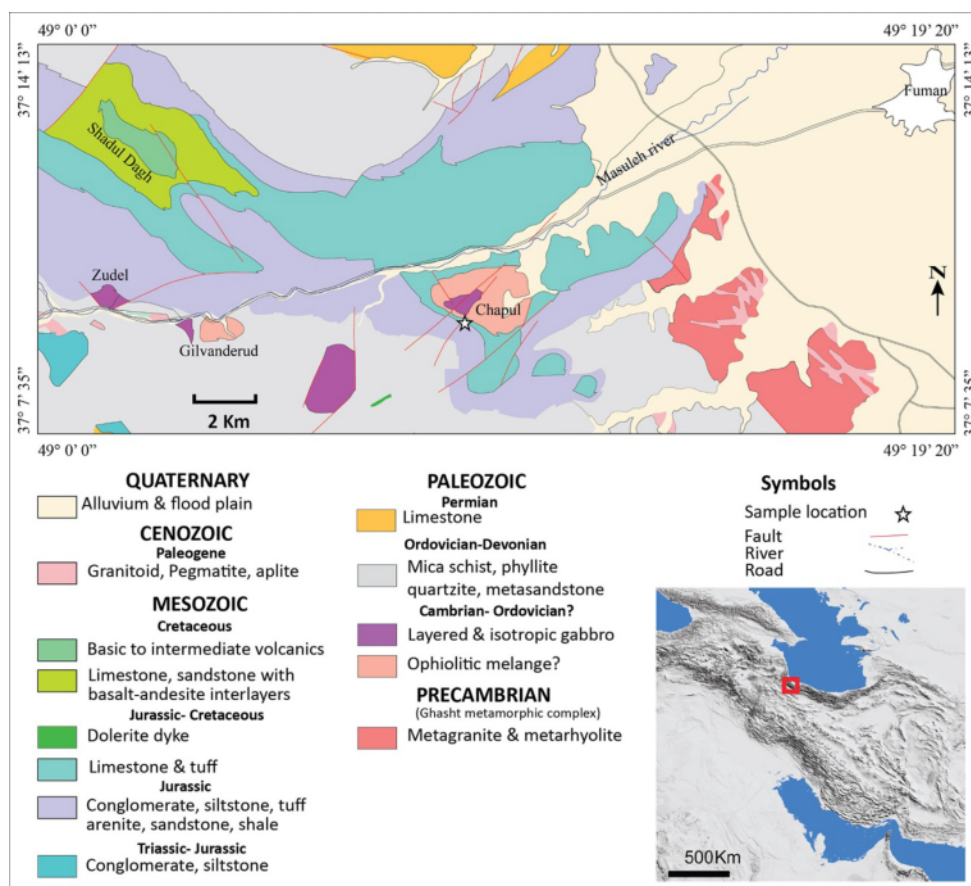 49° 0' 0''
49° 19' 20''
37° 14' 13''
37° 14' 13''
Fuman
Shadul Dagh
Masuleh river
Zudel
N
Chapul
Gilvanderud
2 Km
37° 7' 35''
37° 7' 35''
49° 0' 0''
49° 19' 20''
QUATERNARY
Alluvium & flood plain
CENOZOIC
Paleogene
Granitoid, Pegmatite, aplite
MESOZOIC
Cretaceous
Basic to intermediate volcanics
Limestone, sandstone with
basalt-andesite interlayers
Jurassic- Cretaceous
Dolerite dyke
Limestone & tuff
Jurassic
Conglomerate, siltstone, tuff
arenite, sandstone, shale
Triassic- Jurassic
Conglomerate, siltstone
PALEOZOIC
Permian
Limestone
Ordovician-Devonian
Mica schist, phyllite
quartzite, metasandstone
Cambrian- Ordovician?
Layered & isotropic gabbro
Ophiolitic melange?
PRECAMBRIAN
(Ghasht metamorphic complex)
Metagranite & metarhyolite
Symbols
Sample location
Fault
River
Road
500Km